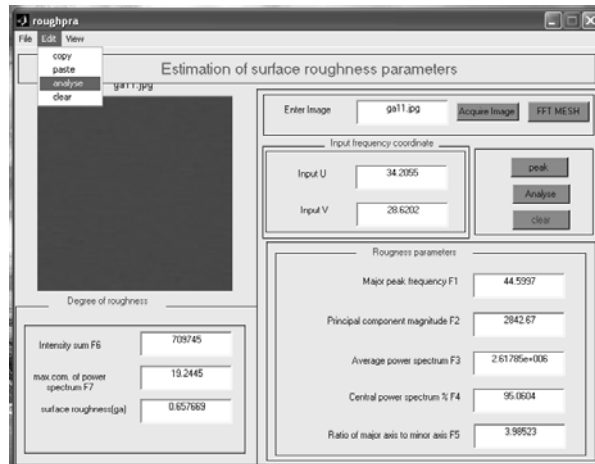 roughpra
File Edit View
copy
paste
analyse
clear
Estimation of surface roughness parameters
ga11.jpg
Enter Image ga11.jpg Acquire Image FFT MESH
Input frequency coordinate
Input U 34.2055
Input V 28.6202
peak
Analyse
clear
Degree of roughness
Intensity sum F6 709745
max.com. of power
spectrum F7 19.2445
surface roughness(ga) 0.657669
Rougness parameters
Major peak frequency F1 44.5997
Principal component magnitude F2 2842.67
Average power spectrum F3 2.61785e+006
Central power spectrum % F4 95.0604
Ratio of major axis to minor axis F5 3.98523